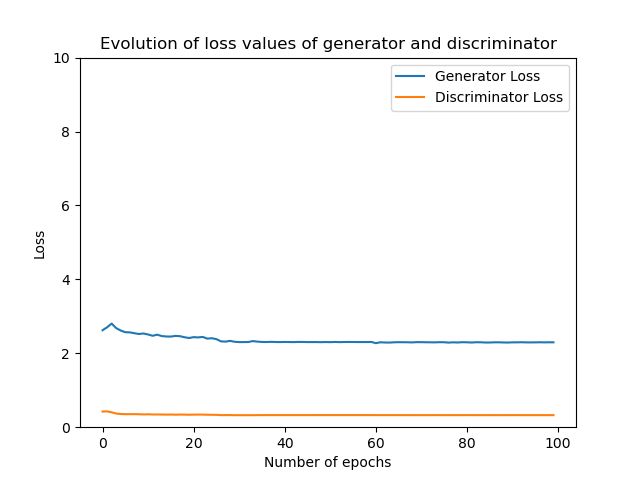 Evolution of loss values of generator and discriminator
10
8
6
4
2
0
Loss
Generator Loss
Discriminator Loss
0 20 40 60 80 100
Number of epochs